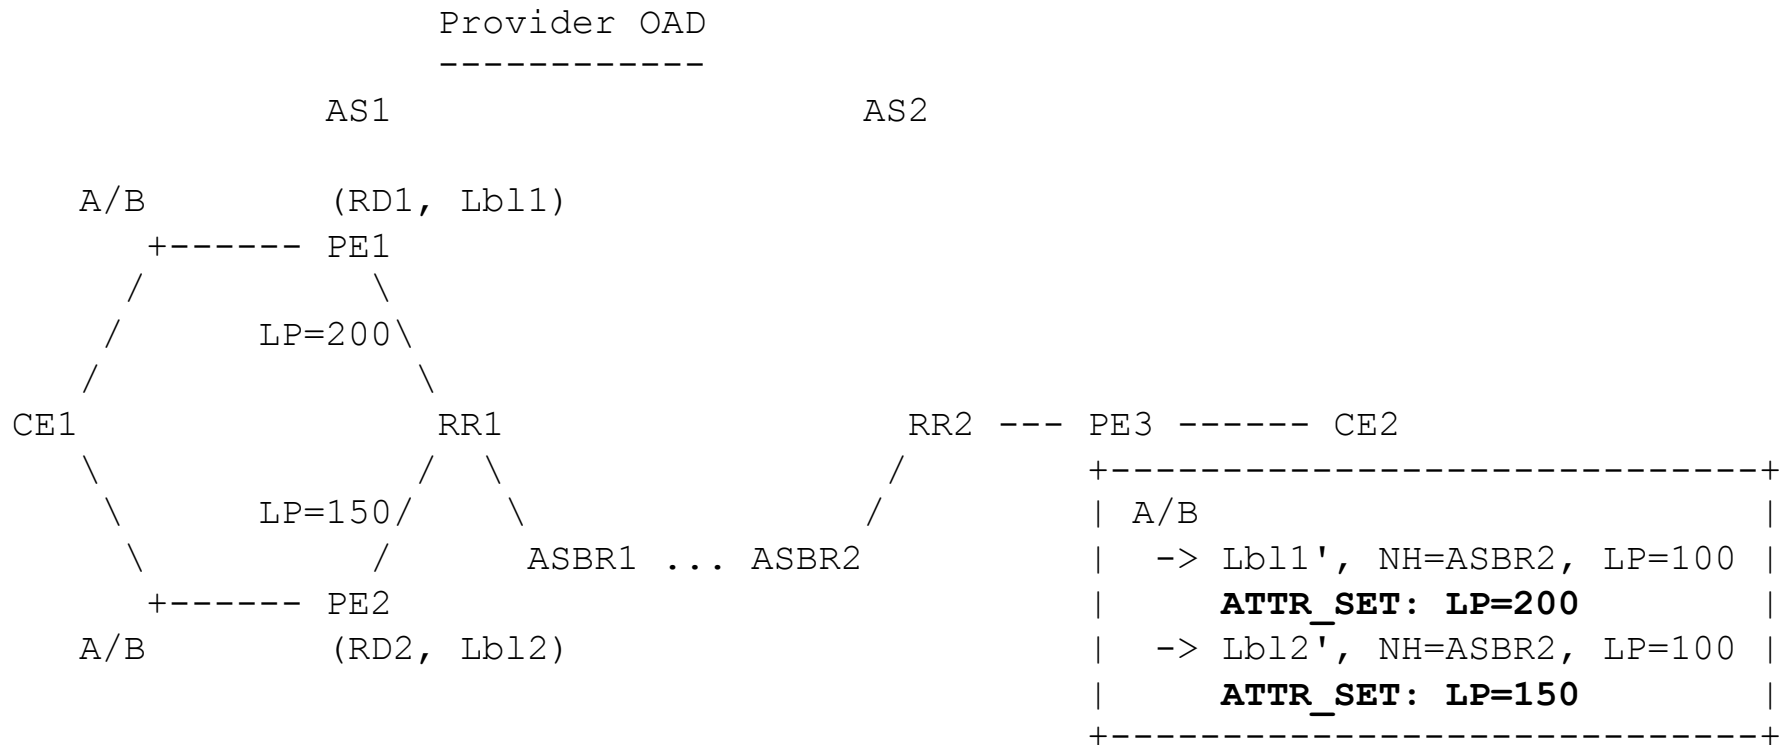 Provider OAD
------------
AS1 AS2
A/B (RD1, Lbl1)
+------ PE1
/ \
/ LP=200\
/ \
CE1 RR1 RR2 --- PE3 ------ CE2
\ / \ / +-----------------------------+
\ LP=150/ \ / | A/B |
\ / ASBR1 ... ASBR2 | -> Lbl1', NH=ASBR2, LP=100 |
+------ PE2 | ATTR_SET: LP=200 |
A/B (RD2, Lbl2) | -> Lbl2', NH=ASBR2, LP=100 |
| ATTR_SET: LP=150 |
+-----------------------------+